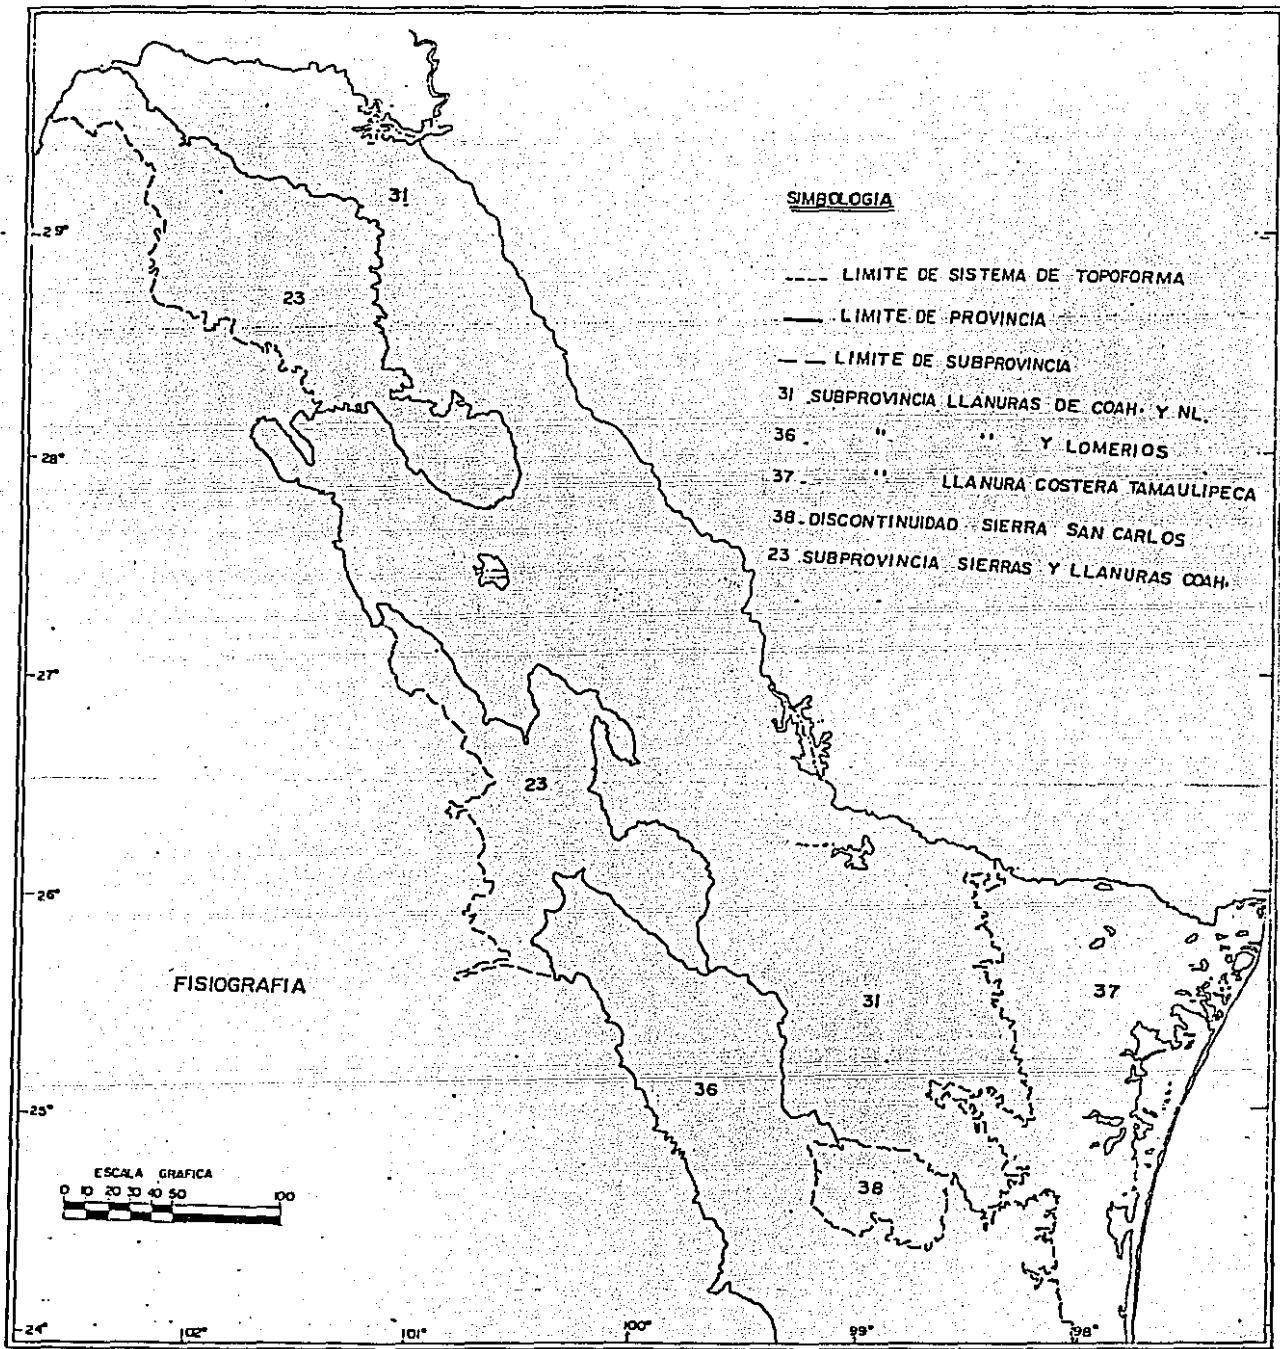 SIMBOLOGIA
LIMITE DE SISTEMA DE TOPOFORMA
LIMITE DE PROVINCIA
LIMITE DE SUBPROVINCIA
31 SUBPROVINCIA LLANURAS DE COAH. Y NL.
36. " " Y LOMERIOS
37. " LLANURA COSTERA TAMAULIPECA
38. DISCONTINUIDAD SIERRA SAN CARLOS
23 SUBPROVINCIA SIERRAS Y LLANURAS COAH.
31
23
23
31
37
36
38
FISIOGRAFIA
29°
28°
27°
26°
25°
24°
102°
101°
100°
99°
98°
ESCALA GRAFICA
0 10 20 30 40 50 100